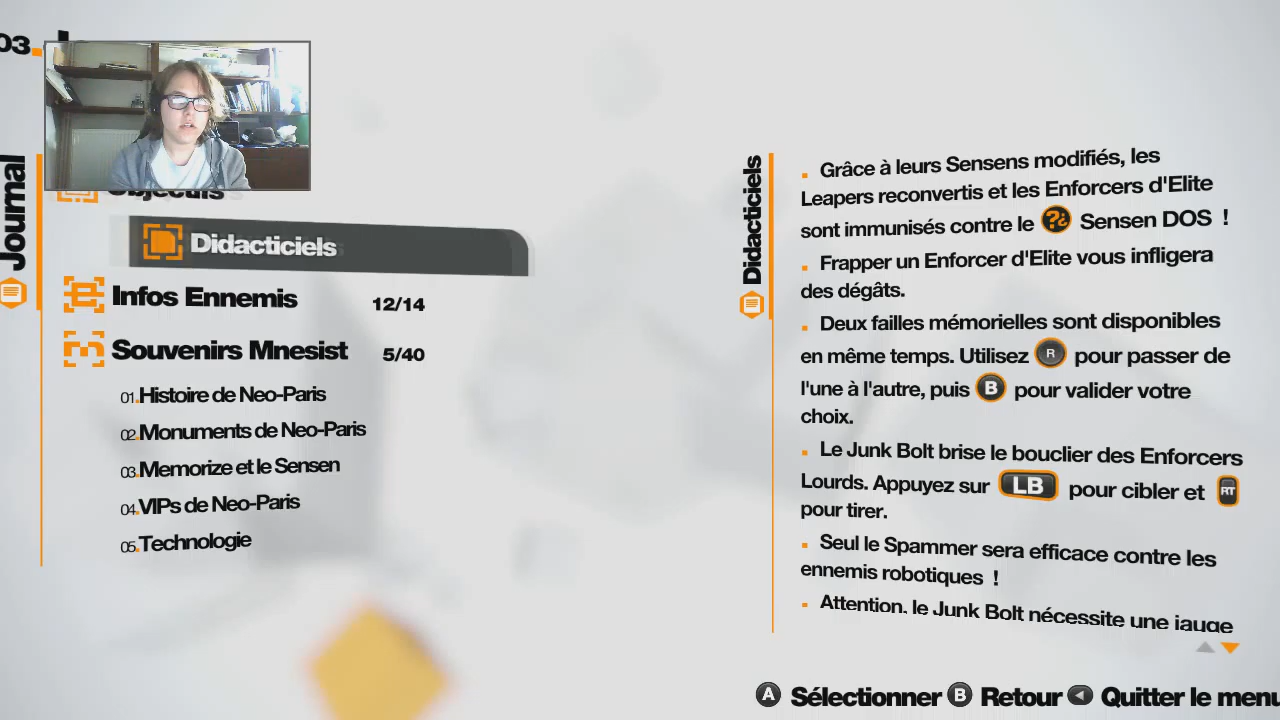 03.
Journal
Objectifs
Didacticiels
Infos Ennemis 12/14
Souvenirs Mnesist 5/40
01.Histoire de Neo-Paris
02.Monuments de Neo-Paris
03.Memorize et le Sensen
04.VIPs de Neo-Paris
05.Technologie
Didacticiels
Grâce à leurs Sensens modifiés, les
Leapers reconvertis et les Enforcers d'Elite
sont immunisés contre le Sensen DOS !
Frapper un Enforcer d'Elite vous infligera
des dégâts.
Deux failles mémorielles sont disponibles
en même temps. Utilisez R pour passer de
l'une à l'autre, puis B pour valider votre
choix.
Le Junk Bolt brise le bouclier des Enforcers
Lourds. Appuyez sur LB pour cibler et RT
pour tirer.
Seul le Spammer sera efficace contre les
ennemis robotiques !
Attention, le Junk Bolt nécessite une jauge
A Sélectionner B Retour Quitter le menu